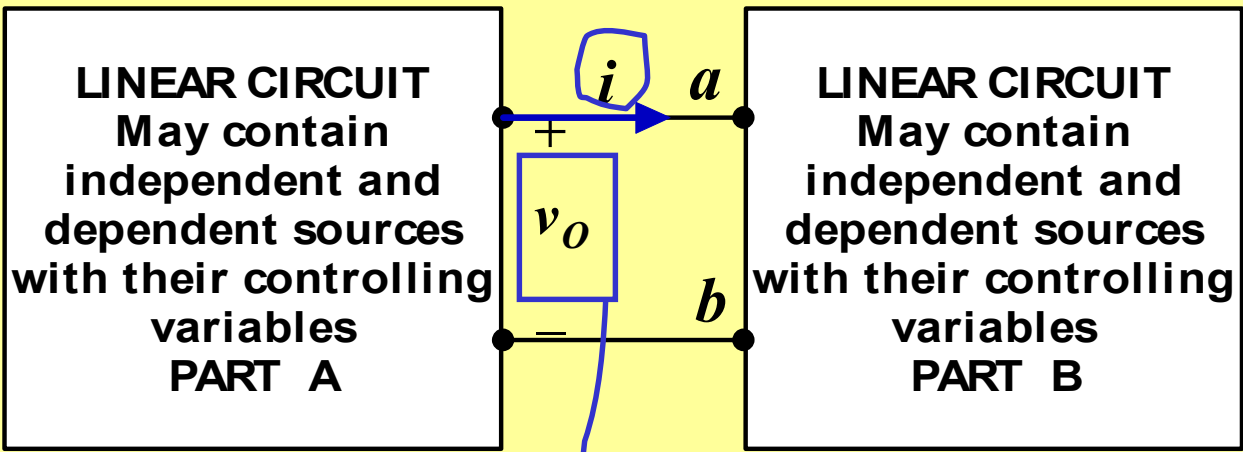 LINEAR CIRCUIT
May contain
independent and
dependent sources
with their controlling
variables
PART A
i
a
+
v_O
b
–
LINEAR CIRCUIT
May contain
independent and
dependent sources
with their controlling
variables
PART B